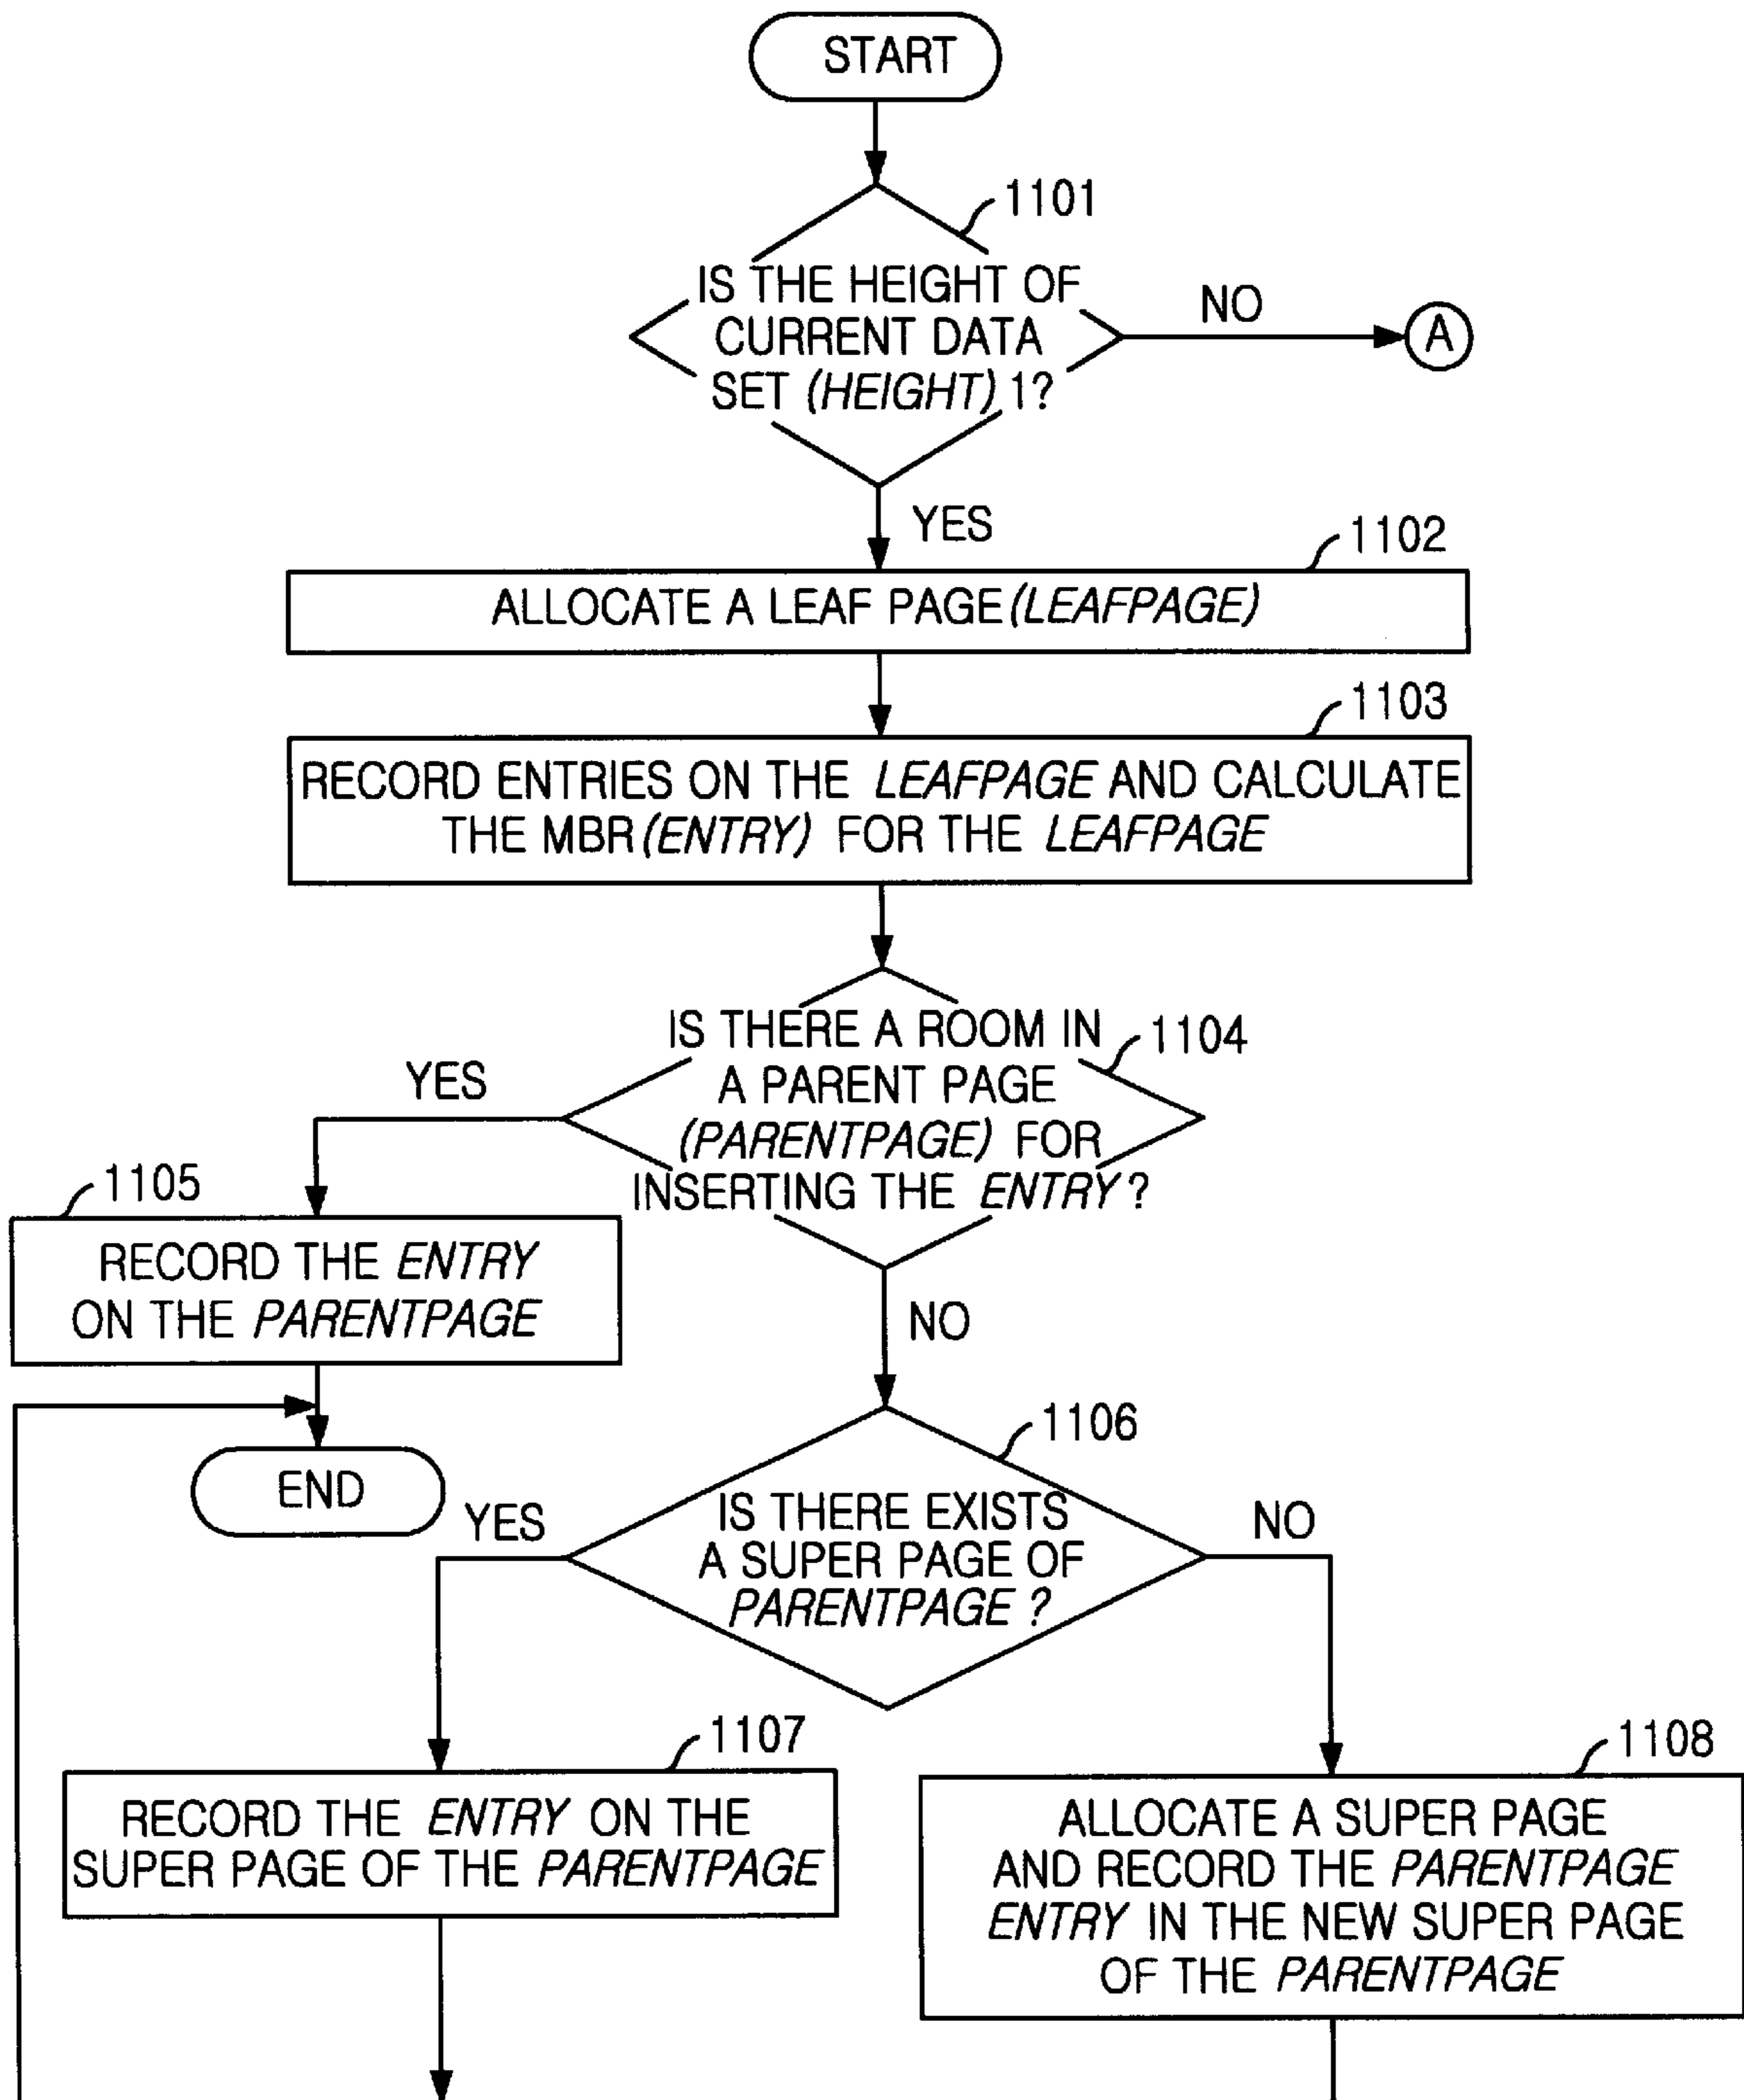 START
1101
IS THE HEIGHT OF
CURRENT DATA
SET (HEIGHT) 1?
NO
A
YES
1102
ALLOCATE A LEAF PAGE (LEAFPAGE)
1103
RECORD ENTRIES ON THE LEAFPAGE AND CALCULATE
THE MBR (ENTRY) FOR THE LEAFPAGE
IS THERE A ROOM IN
A PARENT PAGE
(PARENTPAGE) FOR
INSERTING THE ENTRY?
1104
YES
1105
RECORD THE ENTRY
ON THE PARENTPAGE
NO
END
1106
IS THERE EXISTS
A SUPER PAGE OF
PARENTPAGE?
YES
NO
1107
RECORD THE ENTRY ON THE
SUPER PAGE OF THE PARENTPAGE
1108
ALLOCATE A SUPER PAGE
AND RECORD THE PARENTPAGE
ENTRY IN THE NEW SUPER PAGE
OF THE PARENTPAGE